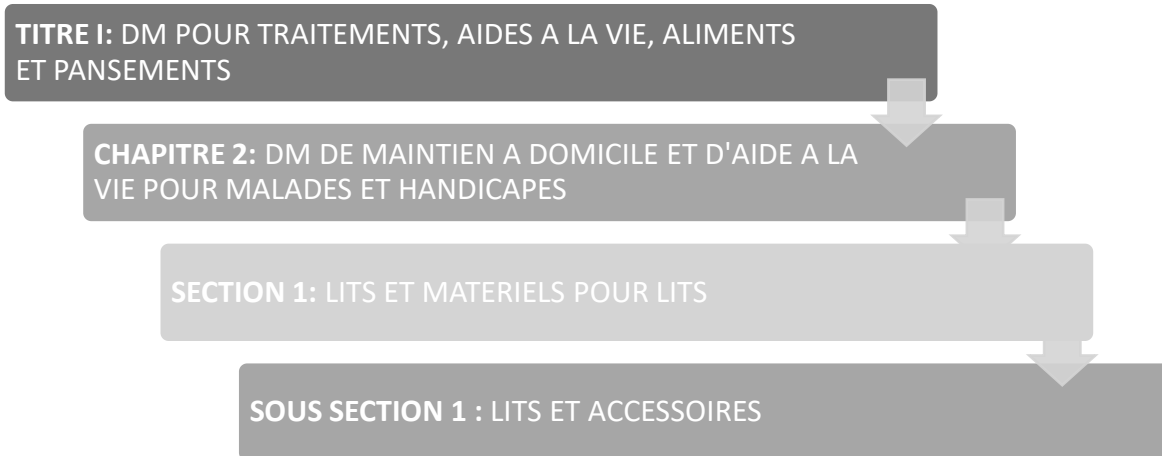 TITRE I: DM POUR TRAITEMENTS, AIDES A LA VIE, ALIMENTS
ET PANSEMENTS
CHAPITRE 2: DM DE MAINTIEN A DOMICILE ET D'AIDE A LA
VIE POUR MALADES ET HANDICAPES
SECTION 1: LITS ET MATERIELS POUR LITS
SOUS SECTION 1 : LITS ET ACCESSOIRES